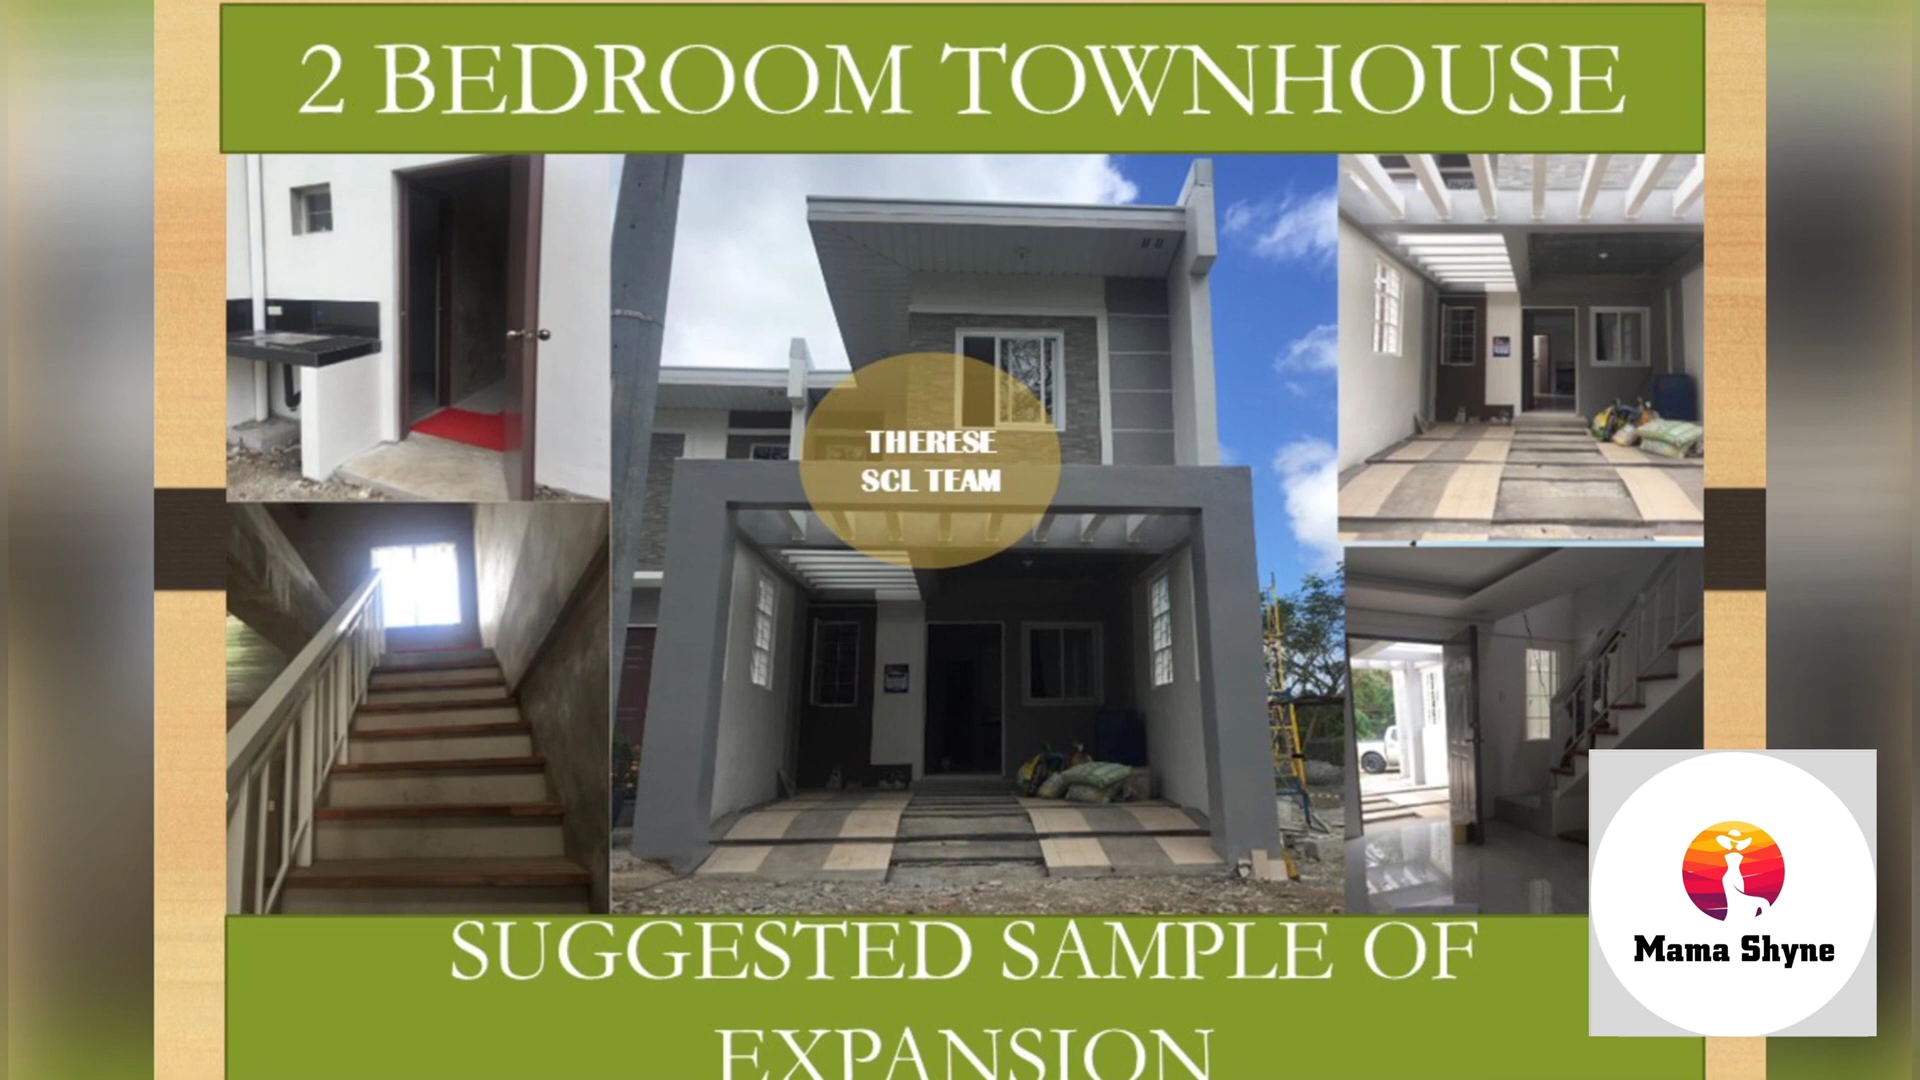 2 BEDROOM TOWNHOUSE
THERESE
SCL TEAM
SUGGESTED SAMPLE OF
EXPANSION
Mama Shyne